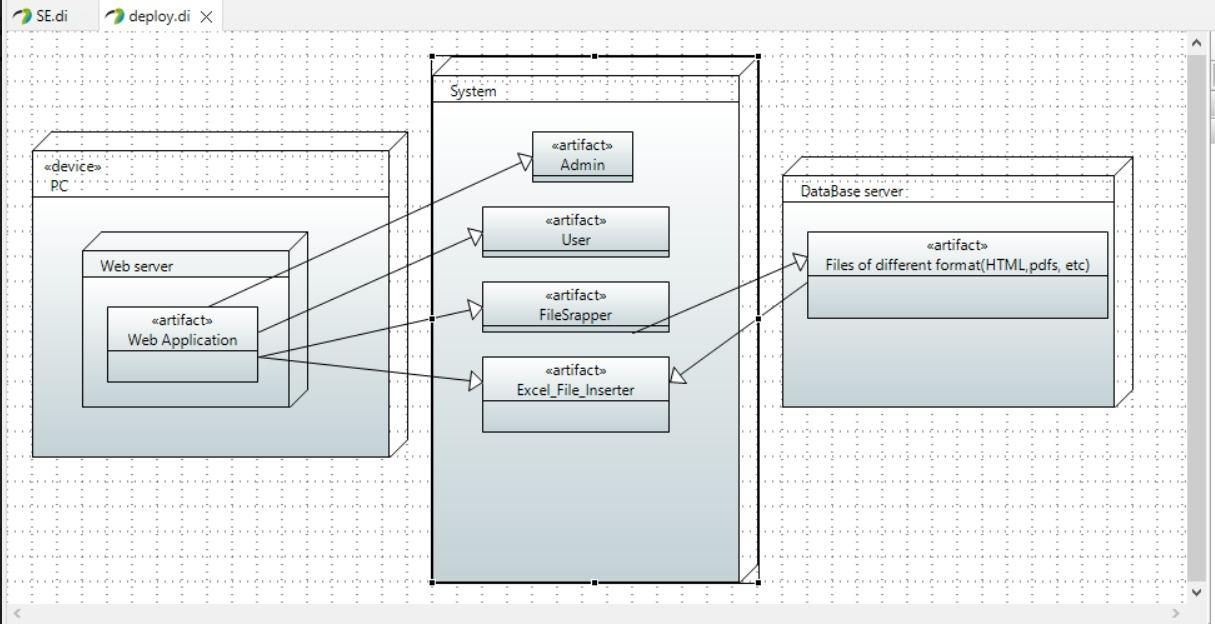 SE.di
deploy.di
System
«artifact»
Admin
«device»
PC
DataBase server
«artifact»
User
«artifact»
Files of different format(HTML,pdfs, etc)
Web server
«artifact»
FileSrapper
«artifact»
Web Application
«artifact»
Excel_File_Inserter